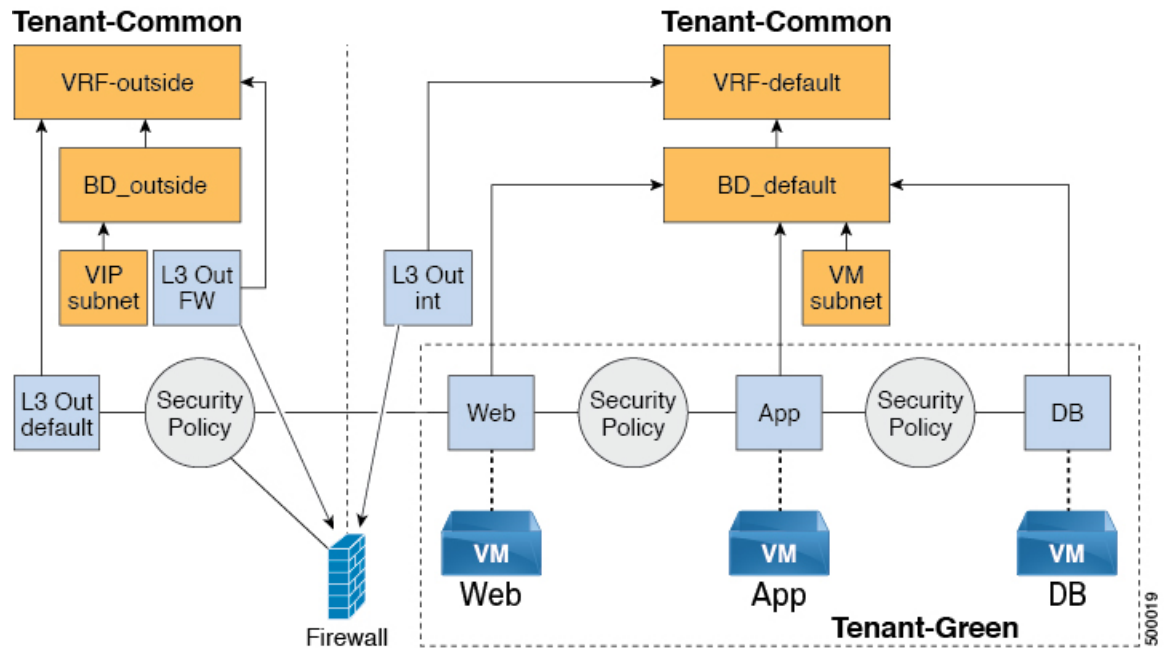 Tenant-Common
Tenant-Common
VRF-outside
VRF-default
BD_outside
BD_default
VIP
subnet
L3 Out
FW
L3 Out
int
VM
subnet
L3 Out
default
Security
Policy
Web
Security
Policy
App
Security
Policy
DB
VM
Web
VM
App
VM
DB
Firewall
Tenant-Green
500019